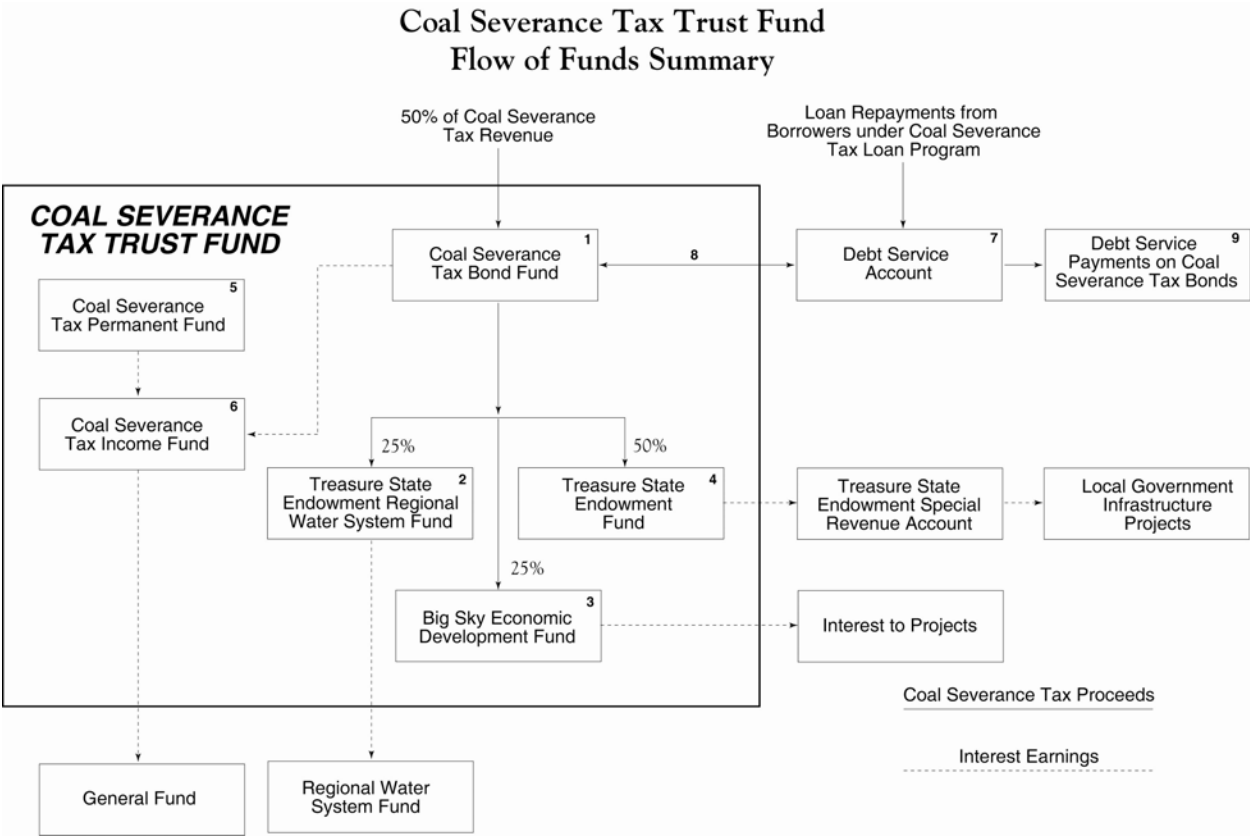 Coal Severance Tax Trust Fund
Flow of Funds Summary
50% of Coal Severance
Tax Revenue
Loan Repayments from
Borrowers under Coal Severance
Tax Loan Program
COAL SEVERANCE
TAX TRUST FUND
1
Coal Severance
Tax Bond Fund
8
7
Debt Service
Account
9
Debt Service
Payments on Coal
Severance Tax Bonds
5
Coal Severance
Tax Permanent Fund
6
Coal Severance
Tax Income Fund
25%
50%
2
Treasure State
Endowment Regional
Water System Fund
4
Treasure State
Endowment
Fund
Treasure State
Endowment Special
Revenue Account
Local Government
Infrastructure
Projects
25%
3
Big Sky Economic
Development Fund
Interest to Projects
Coal Severance Tax Proceeds
Interest Earnings
General Fund
Regional Water
System Fund